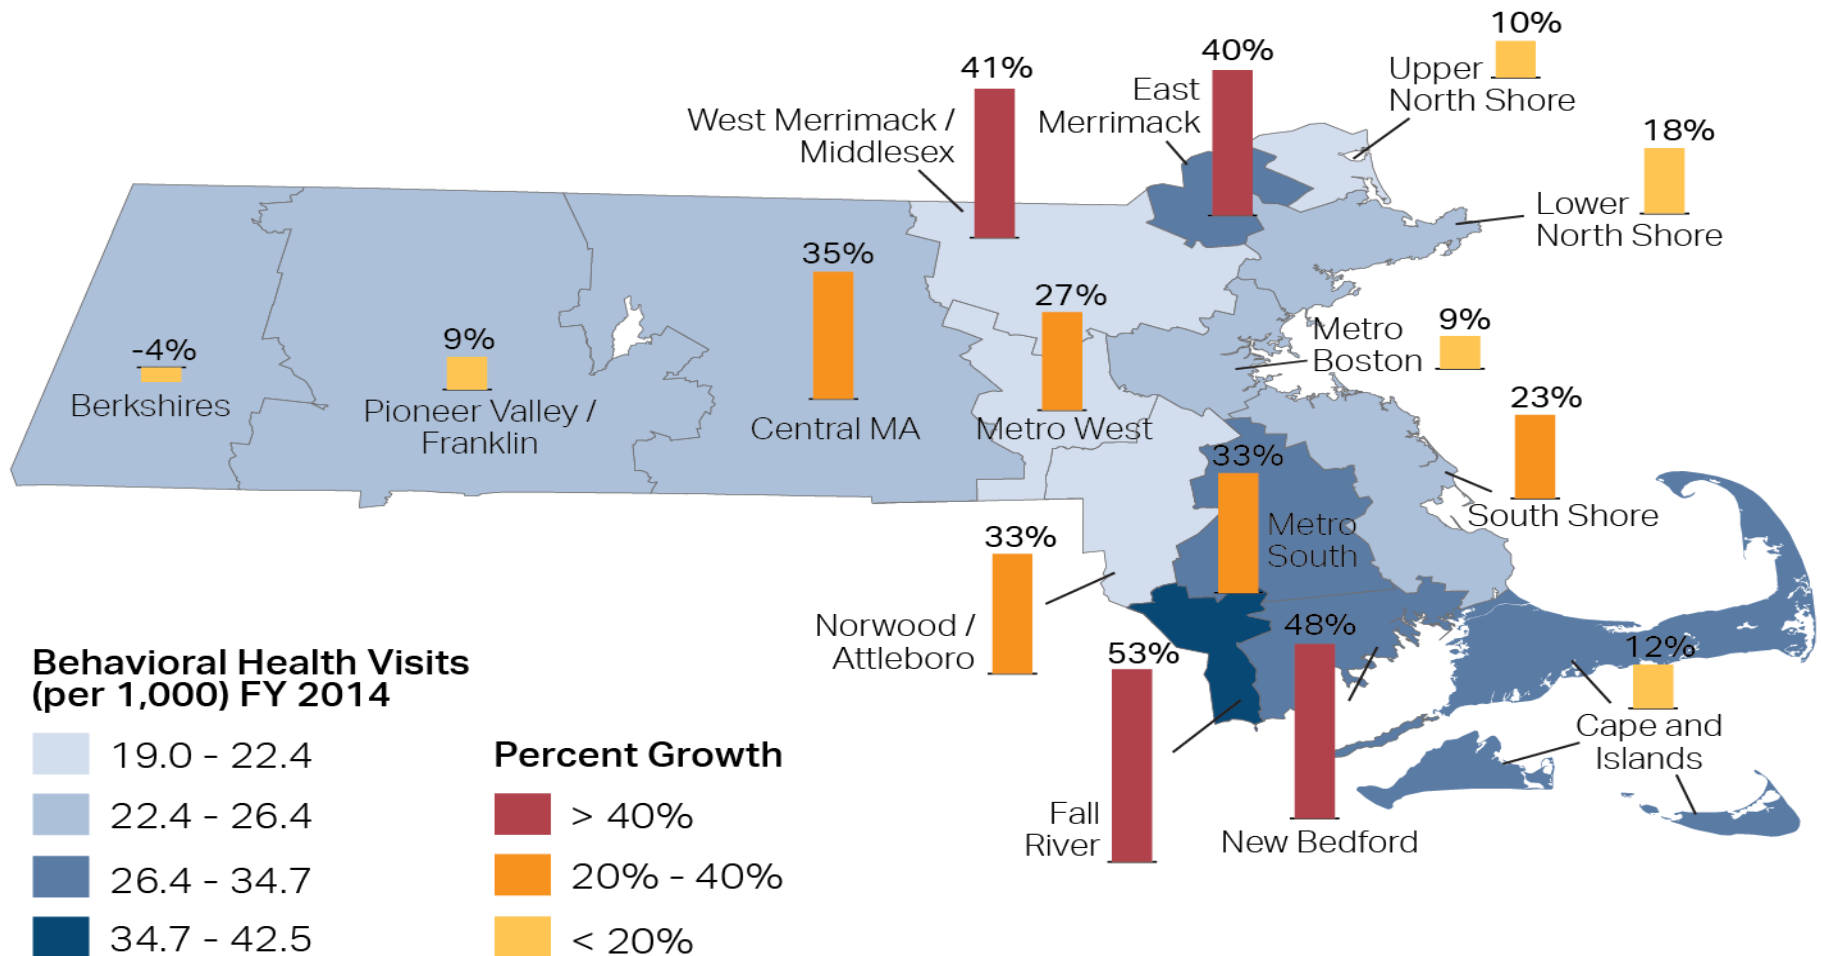 10%
Upper
North Shore
40%
East
Merrimack
41%
West Merrimack /
Middlesex
18%
Lower
North Shore
35%
Central MA
27%
Metro West
Metro
Boston
9%
-4%
Berkshires
9%
Pioneer Valley /
Franklin
23%
South Shore
33%
Metro
South
33%
Norwood /
Attleboro
53%
Fall
River
48%
New Bedford
12%
Cape and
Islands
Behavioral Health Visits
(per 1,000) FY 2014
19.0 - 22.4
22.4 - 26.4
26.4 - 34.7
34.7 - 42.5
Percent Growth
> 40%
20% - 40%
< 20%